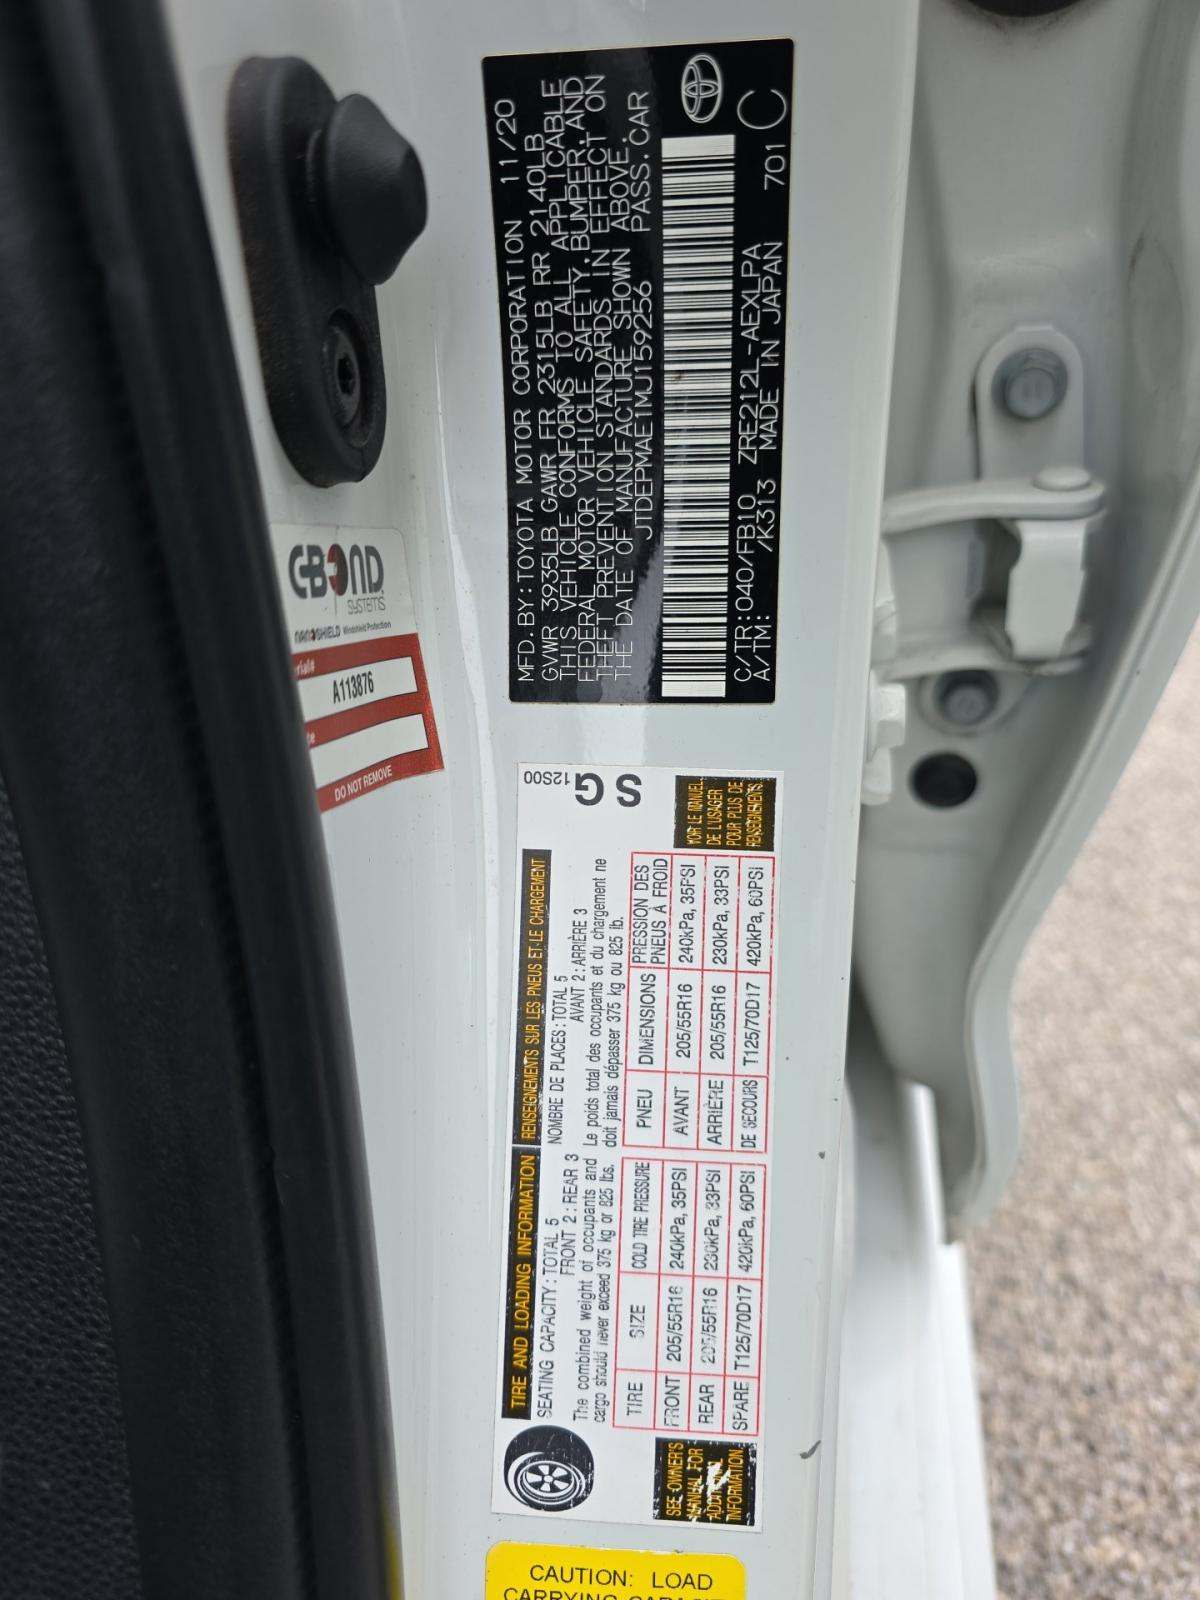 MFD. BY: TOYOTA MOTOR CORPORATION 11/20
GVWR 3935LB GAWR FR 2315LB RR 2140LB
THIS VEHICLE CONFORMS TO ALL APPLICABLE
FEDERAL MOTOR VEHICLE SAFETY, BUMPER, AND
THEFT PREVENTION STANDARDS IN EFFECT ON
THE DATE OF MANUFACTURE SHOWN ABOVE.
JTDEPMAE1MJ159256 PASS. CAR
C/TR: 040/FB10 ZRE212L-AEXLPA 701 C
A/TM: /K313 MADE IN JAPAN
C-BOND
SYSTEMS
NANOSHIELD Windshield Protection
A113876
DO NOT REMOVE
TIRE AND LOADING INFORMATION
SEATING CAPACITY: TOTAL 5
FRONT 2: REAR 3
The combined weight of occupants and
cargo should never exceed 375 kg or 825 lbs.
TIRE SIZE COLD TIRE PRESSURE
FRONT 205/55R16 240kPa, 35PSI
REAR 205/55R16 230kPa, 33PSI
SPARE T125/70D17 420kPa, 60PSI
SEE OWNER'S
MANUAL FOR
ADDITIONAL
INFORMATION
RENSEIGNEMENTS SUR LES PNEUS ET LE CHARGEMENT
NOMBRE DE PLACES: TOTAL 5
AVANT 2: ARRIÈRE 3
Le poids total des occupants et du chargement ne
doit jamais dépasser 375 kg ou 825 lb.
PNEU DIMENSIONS PRESSION DES
PNEUS À FROID
AVANT 205/55R16 240kPa, 35PSI
ARRIÈRE 205/55R16 230kPa, 33PSI
DE SECOURS T125/70D17 420kPa, 60PSI
VOIR LE MANUEL
DE L'USAGER
POUR PLUS DE
RENSEIGNEMENTS
12S00
SG
CAUTION: LOAD
CARRYING